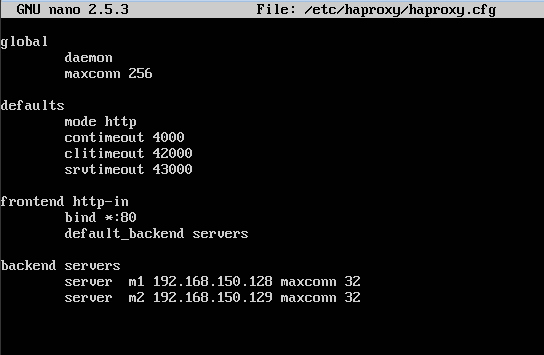 GNU nano 2.5.3 File: /etc/haproxy/haproxy.cfg
global
daemon
maxconn 256
defaults
mode http
contimeout 4000
clitimeout 42000
srvtimeout 43000
frontend http-in
bind *:80
default_backend servers
backend servers
server m1 192.168.150.128 maxconn 32
server m2 192.168.150.129 maxconn 32